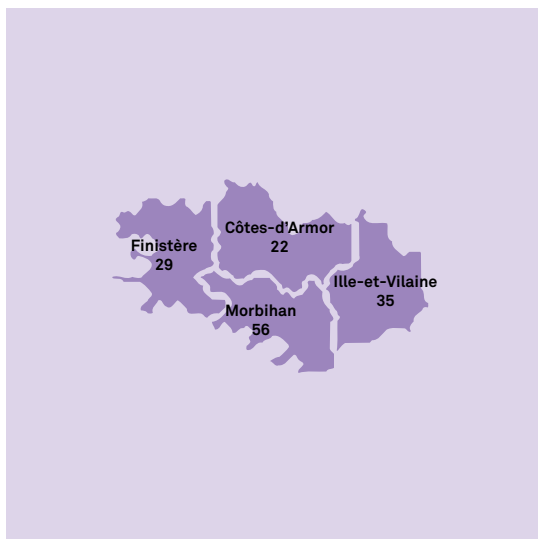 Côtes-d'Armor
22
Finistère
29
Ille-et-Vilaine
35
Morbihan
56